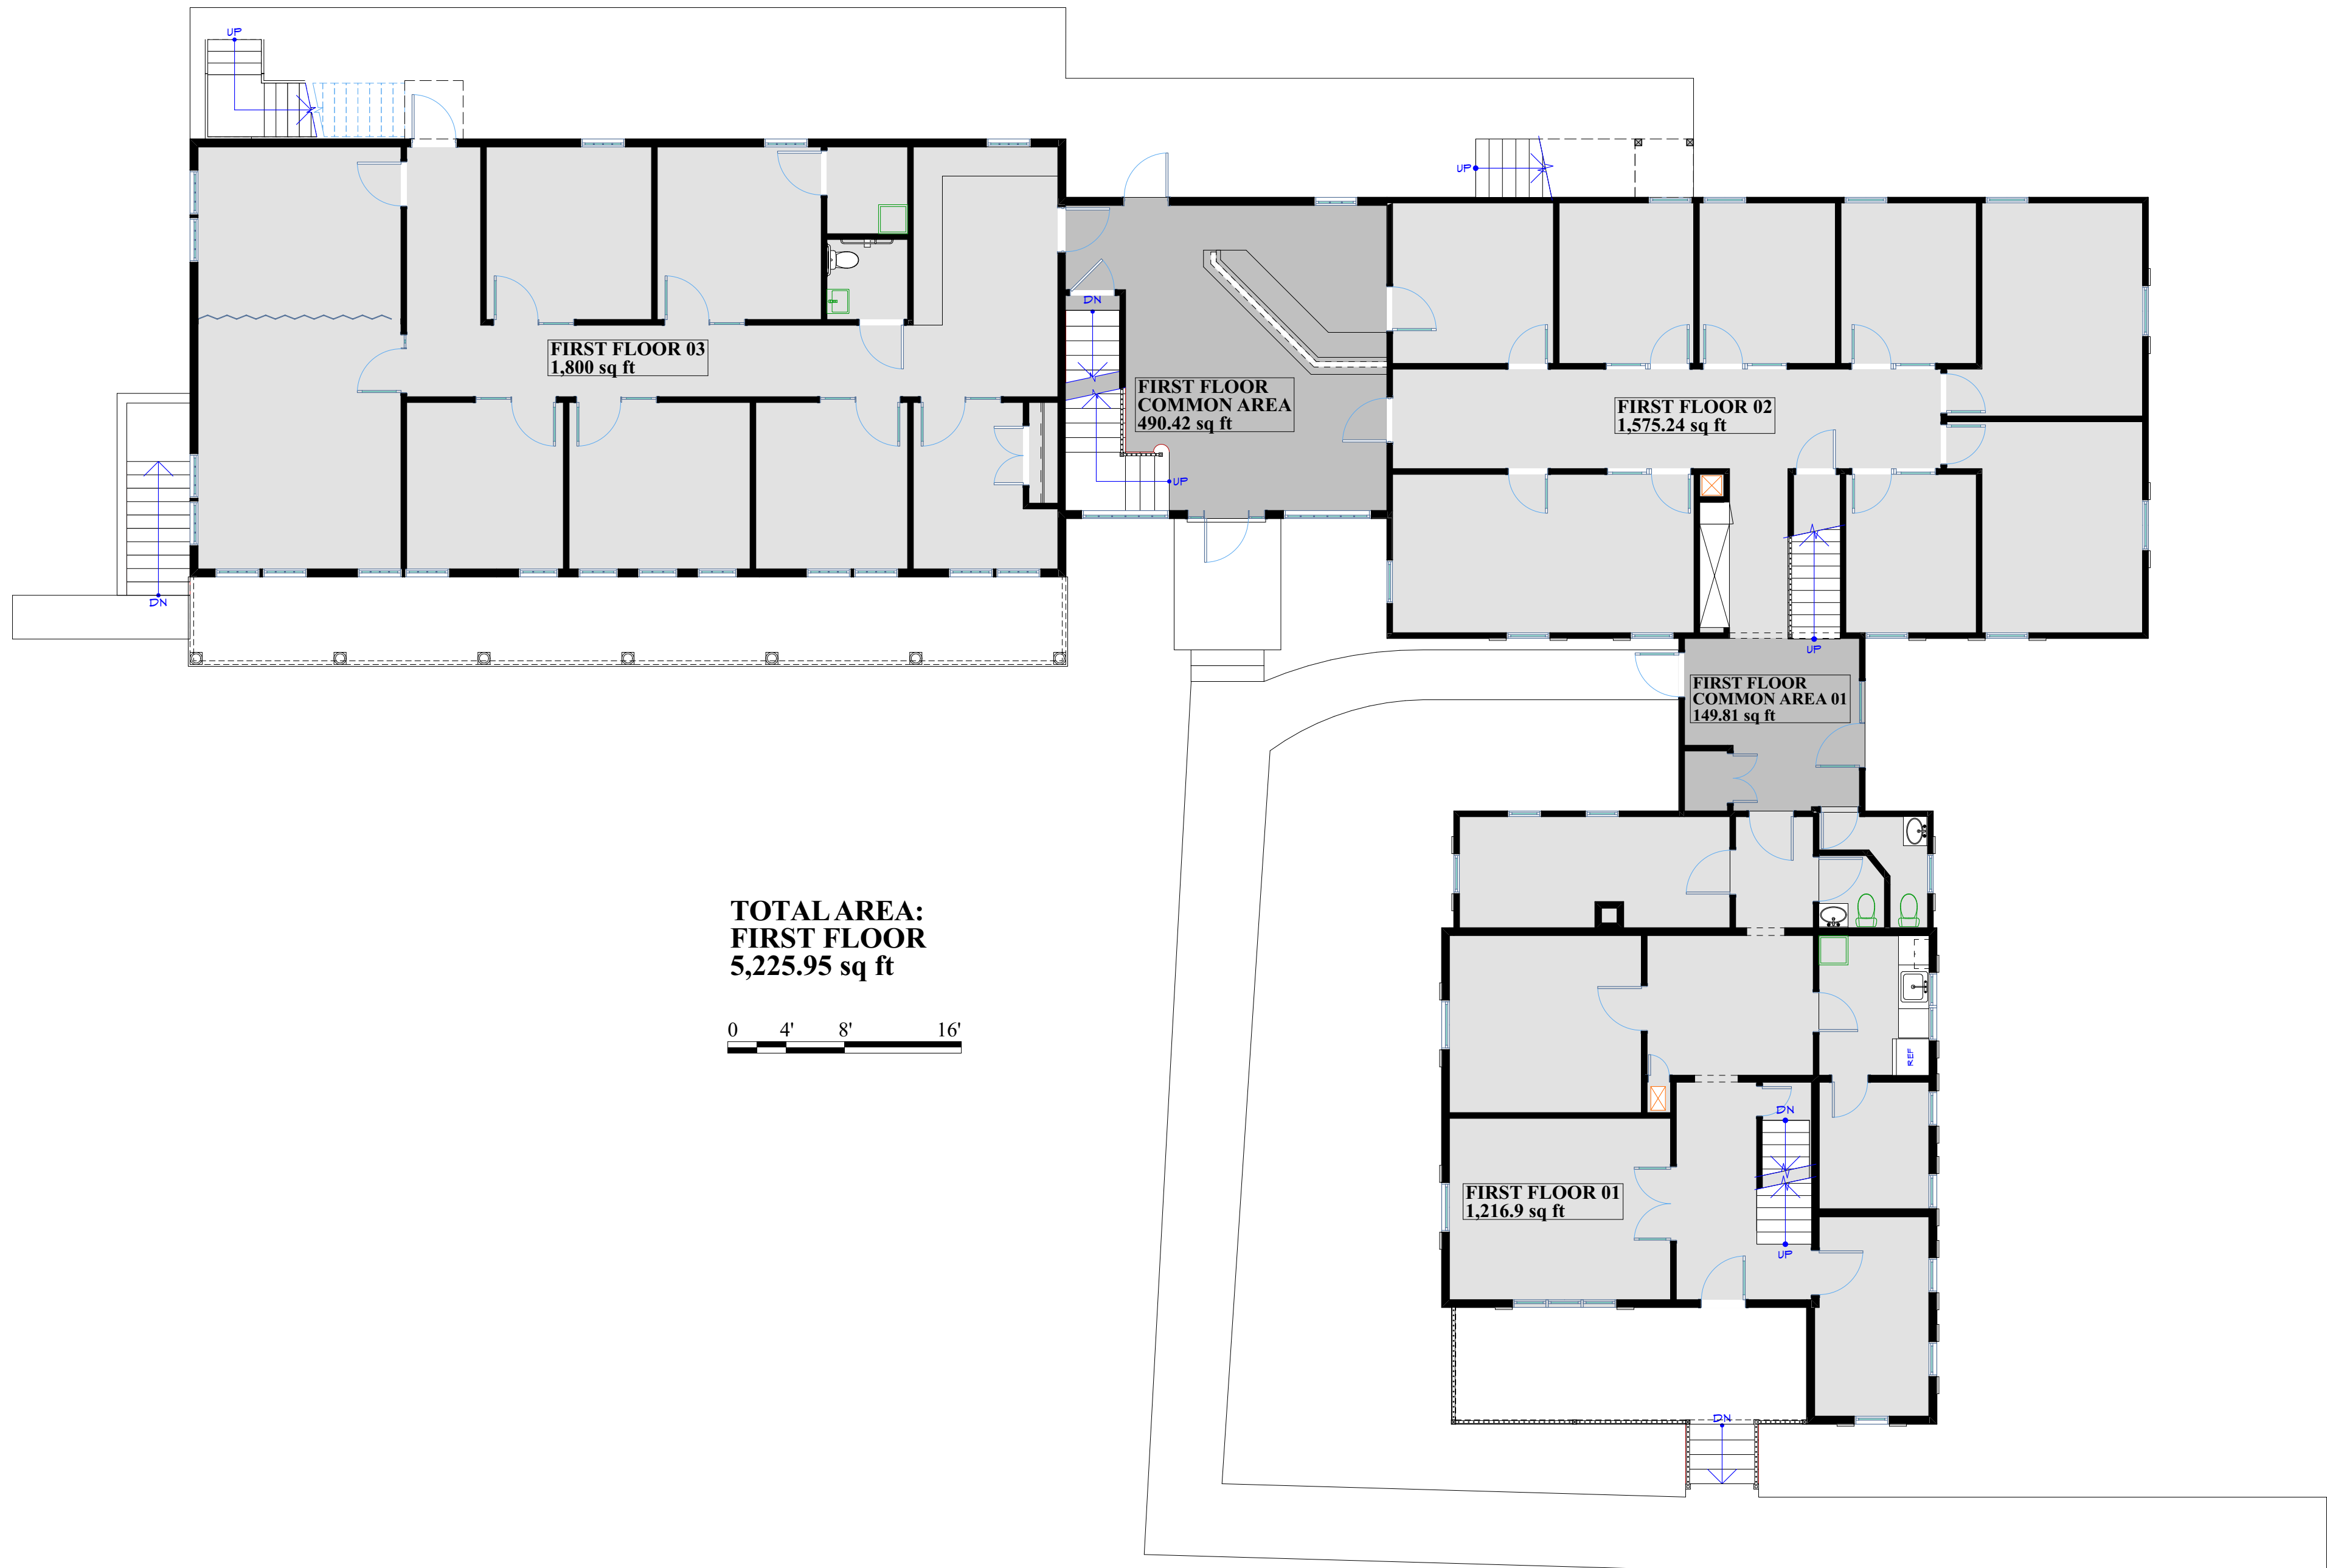 UP
UP
DN
FIRST FLOOR 03
1,800 sq ft
FIRST FLOOR
COMMON AREA
490.42 sq ft
FIRST FLOOR 02
1,575.24 sq ft
UP
DN
UP
FIRST FLOOR
COMMON AREA 01
149.81 sq ft
TOTAL AREA:
FIRST FLOOR
5,225.95 sq ft
0 4' 8' 16'
REF
DN
FIRST FLOOR 01
1,216.9 sq ft
UP
DN